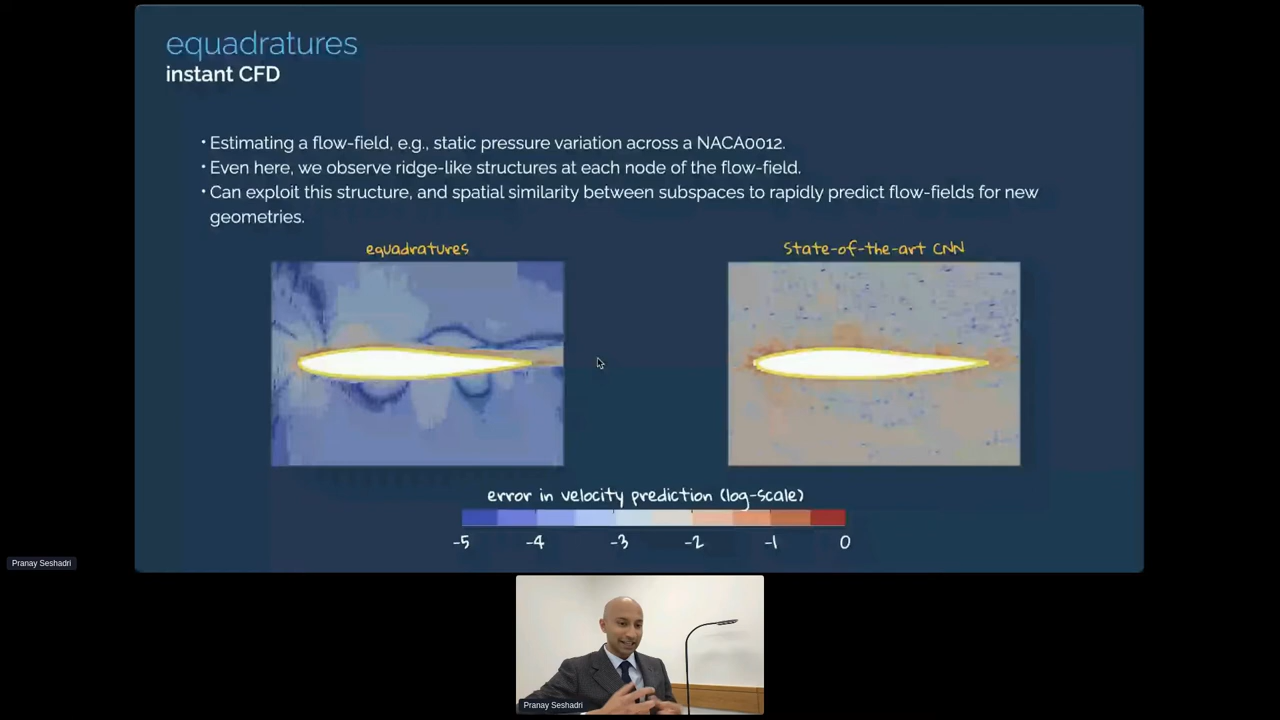 equadratures
instant CFD
• Estimating a flow-field, e.g., static pressure variation across a NACA0012.
• Even here, we observe ridge-like structures at each node of the flow-field.
• Can exploit this structure, and spatial similarity between subspaces to rapidly predict flow-fields for new
geometries.
equadratures
State-of-the-art CNN
error in velocity prediction (log-scale)
-5 -4 -3 -2 -1 0
Pranay Seshadri
Pranay Seshadri